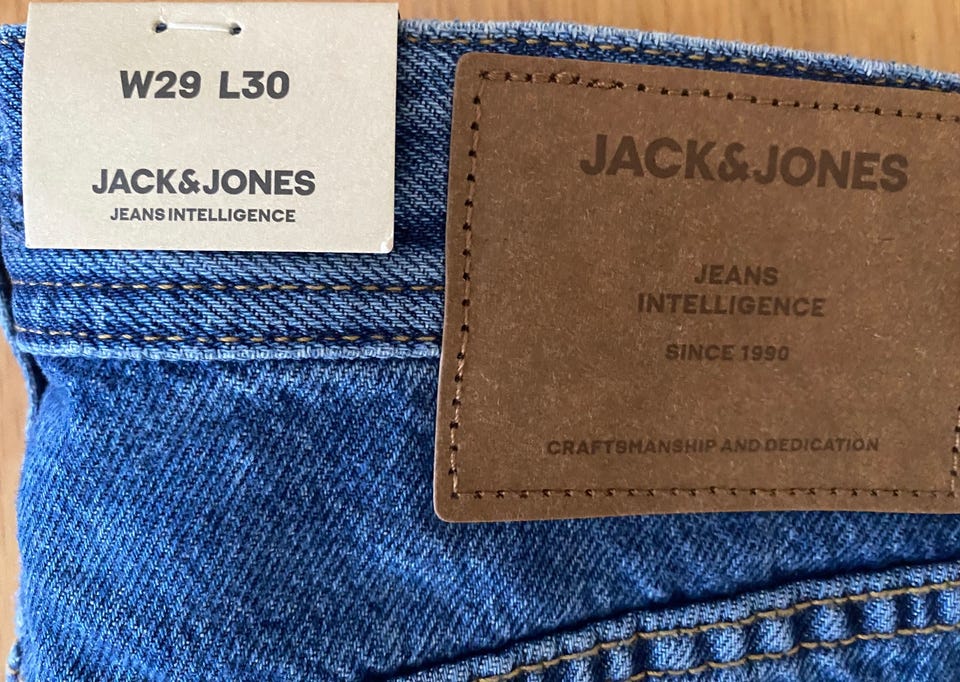 W29 L30
JACK&JONES
JEANS INTELLIGENCE
JACK&JONES
JEANS
INTELLIGENCE
SINCE 1990
CRAFTSMANSHIP AND DEDICATION